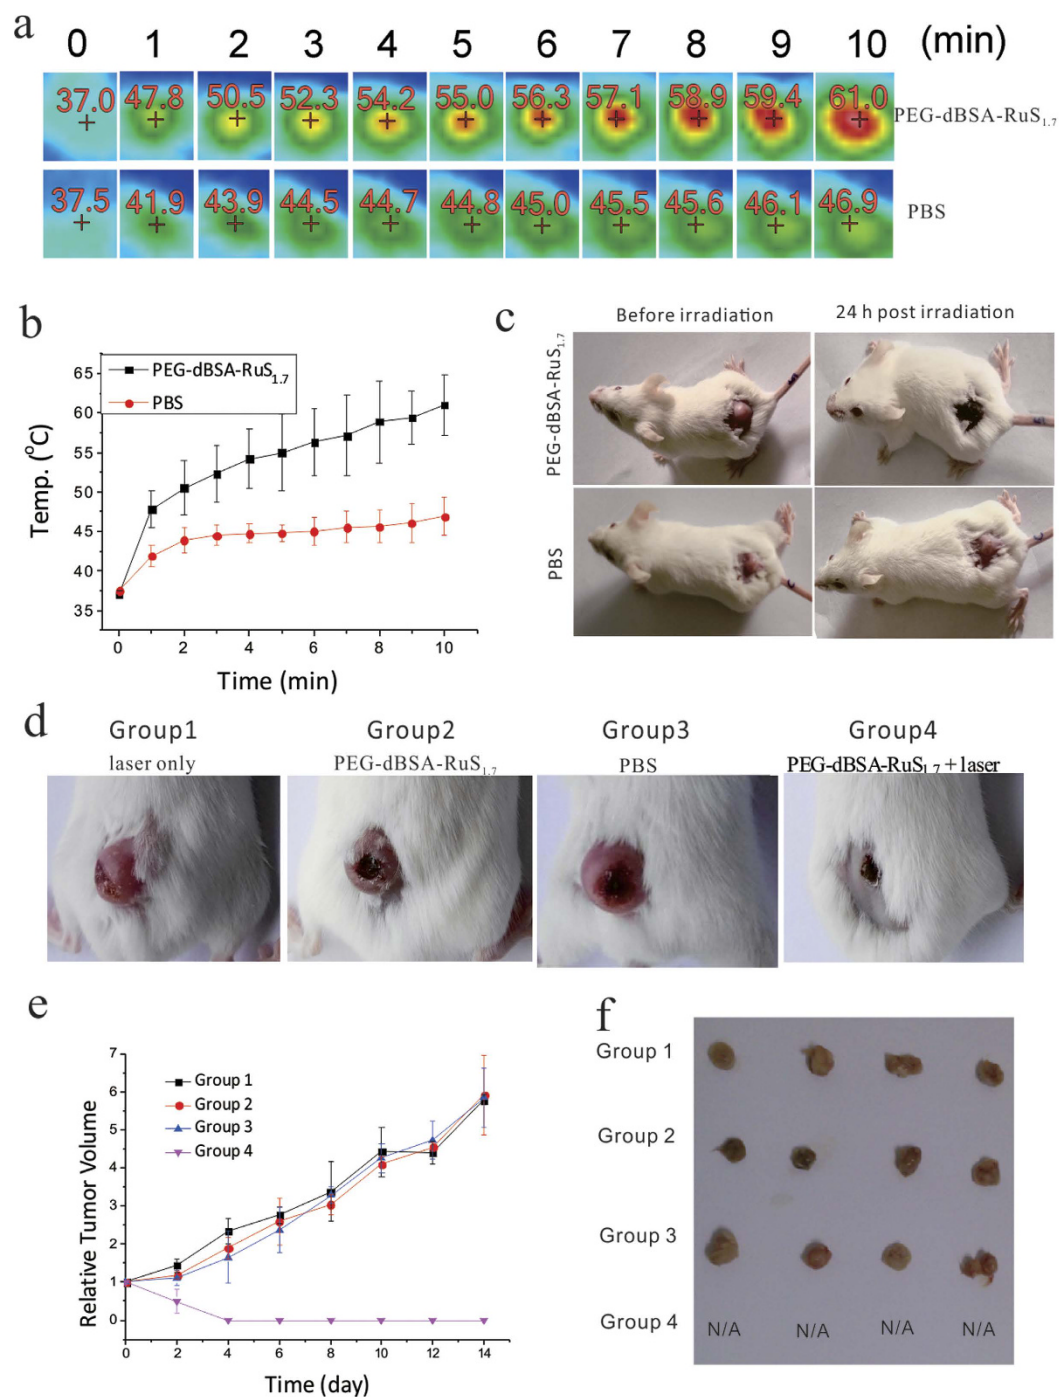 a
0 1 2 3 4 5 6 7 8 9 10 (min)
37.0 47.8 50.5 52.3 54.2 55.0 56.3 57.1 58.9 59.4 61.0 PEG-dBSA-RuS1.7
37.5 41.9 43.9 44.5 44.7 44.8 45.0 45.5 45.6 46.1 46.9 PBS
b
PEG-dBSA-RuS1.7
PBS
65
60
55
50
45
40
35
Temp. (⁰C)
0 2 4 6 8 10
Time (min)
c
Before irradiation 24 h post irradiation
PEG-dBSA-RuS1.7
PBS
d
Group1 Group2 Group3 Group4
laser only PEG-dBSA-RuS1.7 PBS PEG-dBSA-RuS1.7 + laser
e
7
6
5
4
3
2
1
0
Relative Tumor Volume
Group 1
Group 2
Group 3
Group 4
0 2 4 6 8 10 12 14
Time (day)
f
Group 1
Group 2
Group 3
Group 4
N/A N/A N/A N/A